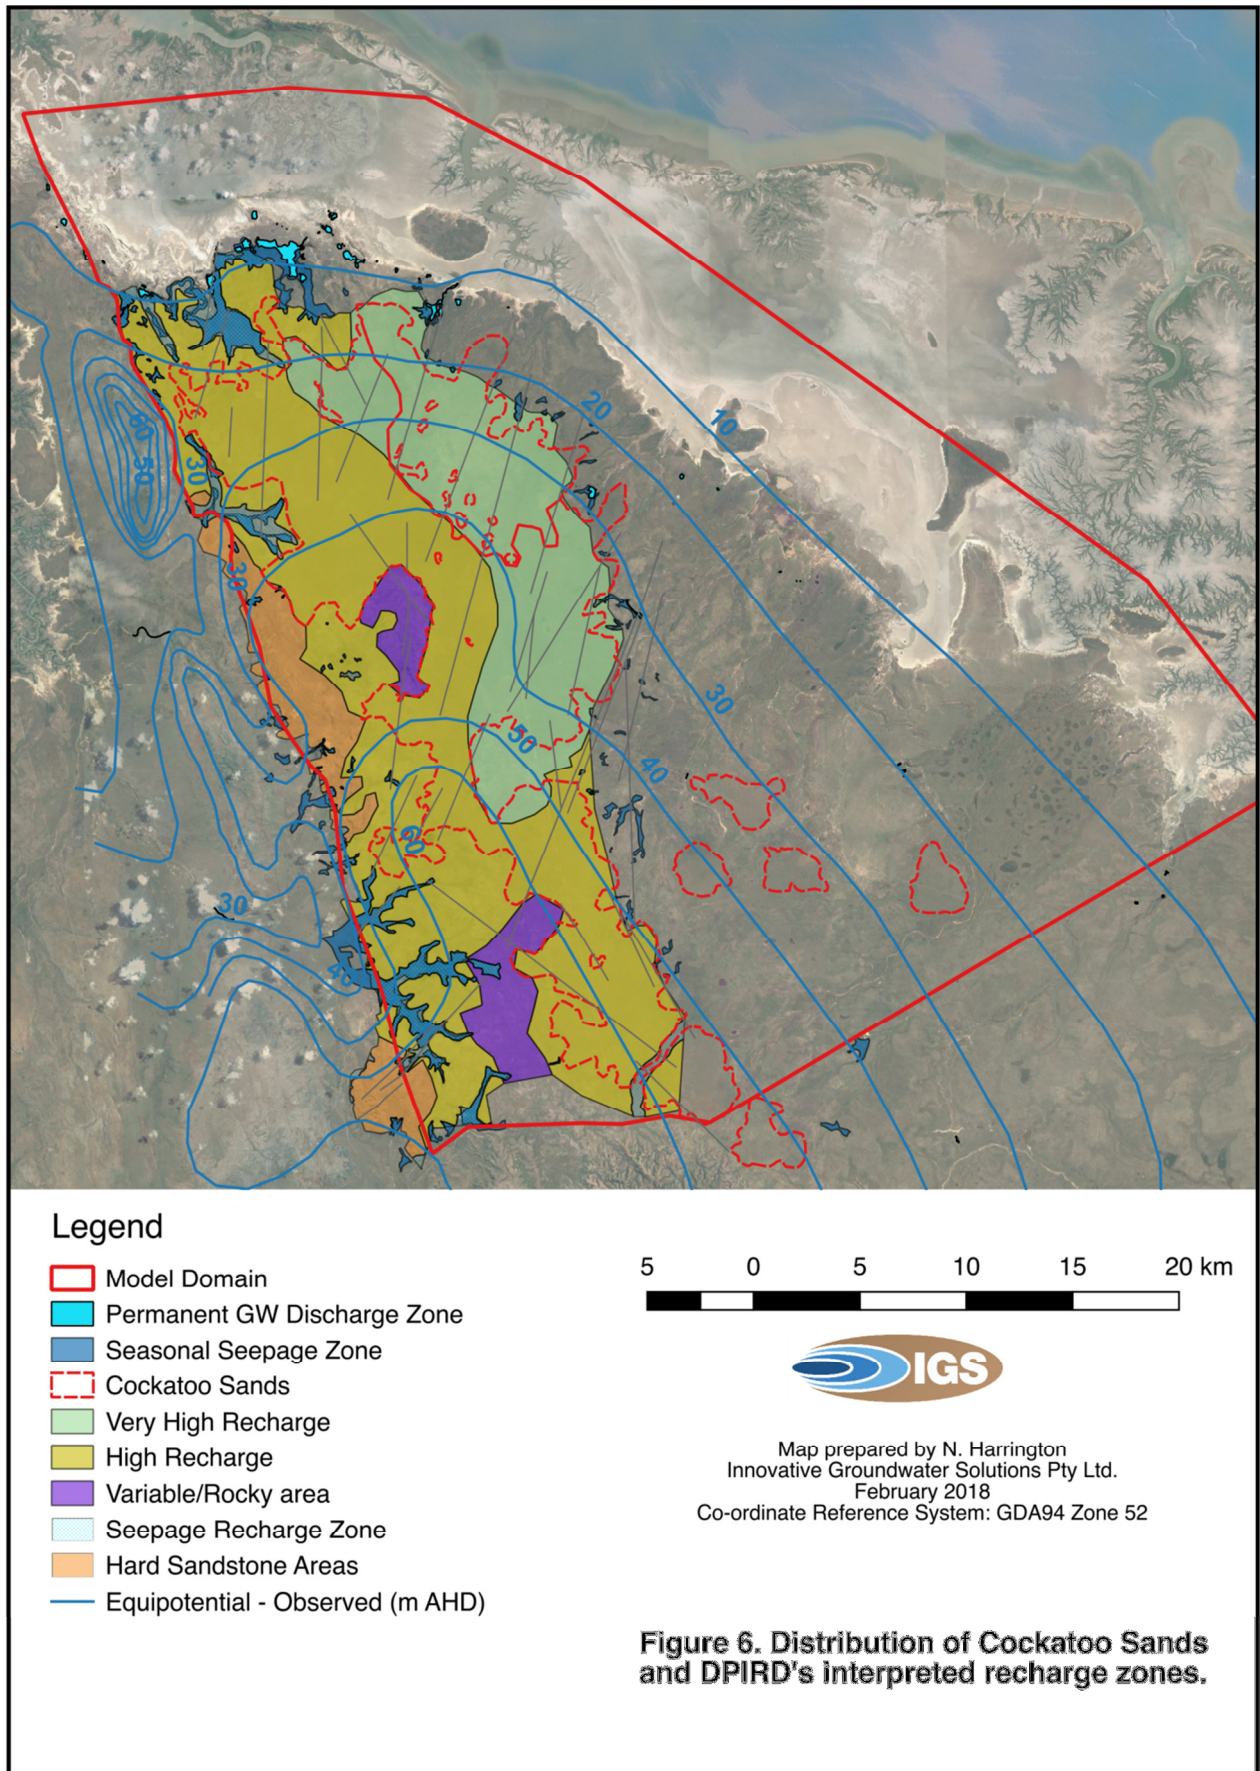 10
20
60
50
30
30
30
50
40
60
30
40
Legend
Model Domain
Permanent GW Discharge Zone
Seasonal Seepage Zone
Cockatoo Sands
Very High Recharge
High Recharge
Variable/Rocky area
Seepage Recharge Zone
Hard Sandstone Areas
Equipotential - Observed (m AHD)
5 0 5 10 15 20 km
IGS
Map prepared by N. Harrington
Innovative Groundwater Solutions Pty Ltd.
February 2018
Co-ordinate Reference System: GDA94 Zone 52
Figure 6. Distribution of Cockatoo Sands
and DPIRD's interpreted recharge zones.